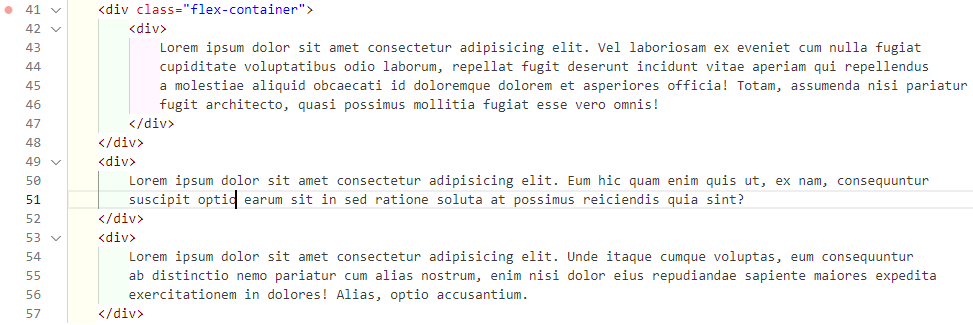 41 <div class="flex-container">
42 <div>
43 Lorem ipsum dolor sit amet consectetur adipisicing elit. Vel laboriosam ex eveniet cum nulla fugiat
44 cupiditate voluptatibus odio laborum, repellat fugit deserunt incidunt vitae aperiam qui repellendus
45 a molestiae aliquid obcaecati id doloremque dolorem et asperiores officia! Totam, assumenda nisi pariatur
46 fugit architecto, quasi possimus mollitia fugiat esse vero omnis!
47 </div>
48 </div>
49 <div>
50 Lorem ipsum dolor sit amet consectetur adipisicing elit. Eum hic quam enim quis ut, ex nam, consequuntur
51 suscipit optio earum sit in sed ratione soluta at possimus reiciendis quia sint?
52 </div>
53 <div>
54 Lorem ipsum dolor sit amet consectetur adipisicing elit. Unde itaque cumque voluptas, eum consequuntur
55 ab distinctio nemo pariatur cum alias nostrum, enim nisi dolor eius repudiandae sapiente maiores expedita
56 exercitationem in dolores! Alias, optio accusantium.
57 </div>